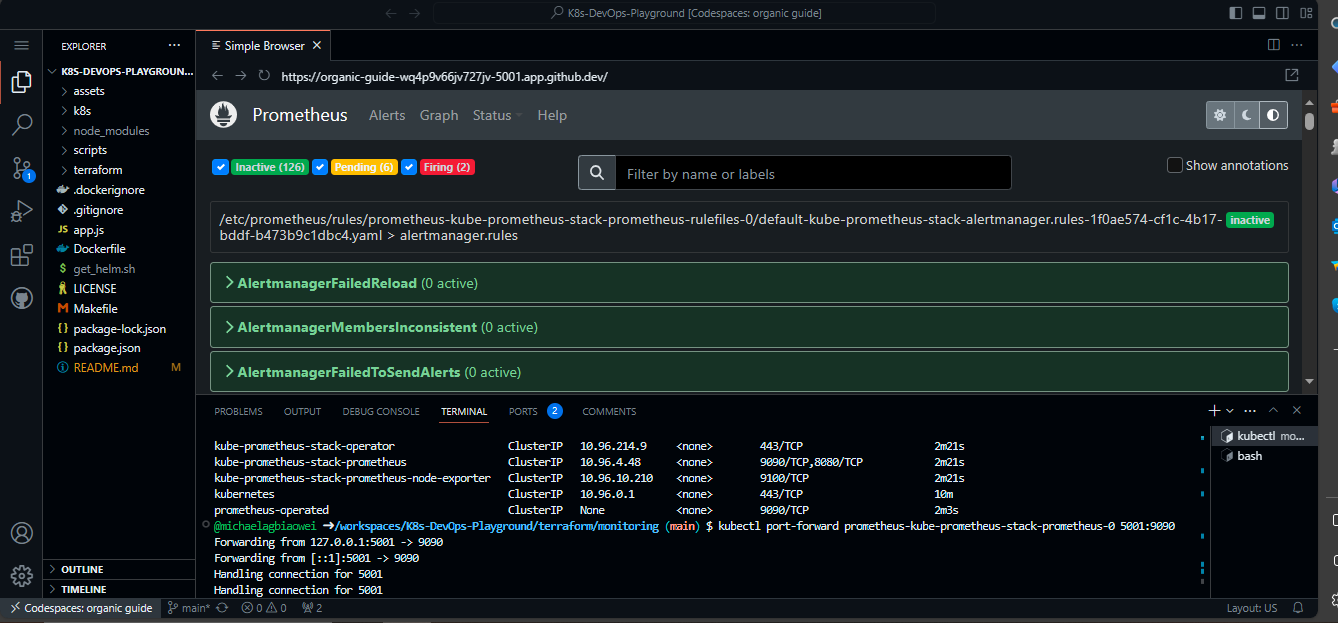 K8s-DevOps-Playground [Codespaces: organic guide]
EXPLORER
Simple Browser
K8S-DEVOPS-PLAYGROUN...
assets
k8s
node_modules
scripts
terraform
.dockerignore
.gitignore
JS app.js
Dockerfile
$ get_helm.sh
LICENSE
M Makefile
{} package-lock.json
{} package.json
README.md M
OUTLINE
TIMELINE
1
https://organic-guide-wq4p9v66jv727jv-5001.app.github.dev/
Prometheus Alerts Graph Status Help
Inactive (126) Pending (6) Firing (2) Filter by name or labels Show annotations
/etc/prometheus/rules/prometheus-kube-prometheus-stack-prometheus-rulefiles-0/default-kube-prometheus-stack-alertmanager.rules-1f0ae574-cf1c-4b17- inactive
bddf-b473b9c1dbc4.yaml > alertmanager.rules
AlertmanagerFailedReload (0 active)
AlertmanagerMembersInconsistent (0 active)
AlertmanagerFailedToSendAlerts (0 active)
PROBLEMS OUTPUT DEBUG CONSOLE TERMINAL PORTS 2 COMMENTS
kube-prometheus-stack-operator ClusterIP 10.96.214.9 <none> 443/TCP 2m21s
kube-prometheus-stack-prometheus ClusterIP 10.96.4.48 <none> 9090/TCP,8080/TCP 2m21s
kube-prometheus-stack-prometheus-node-exporter ClusterIP 10.96.10.210 <none> 9100/TCP 2m21s
kubernetes ClusterIP 10.96.0.1 <none> 443/TCP 10m
prometheus-operated ClusterIP None <none> 9090/TCP 2m3s
@michaelagbiaowei ➜/workspaces/K8s-DevOps-Playground/terraform/monitoring (main) $ kubectl port-forward prometheus-kube-prometheus-stack-prometheus-0 5001:9090
Forwarding from 127.0.0.1:5001 -> 9090
Forwarding from [::1]:5001 -> 9090
Handling connection for 5001
Handling connection for 5001
kubectl mo...
bash
Codespaces: organic guide main* 0 0 2 Layout: US